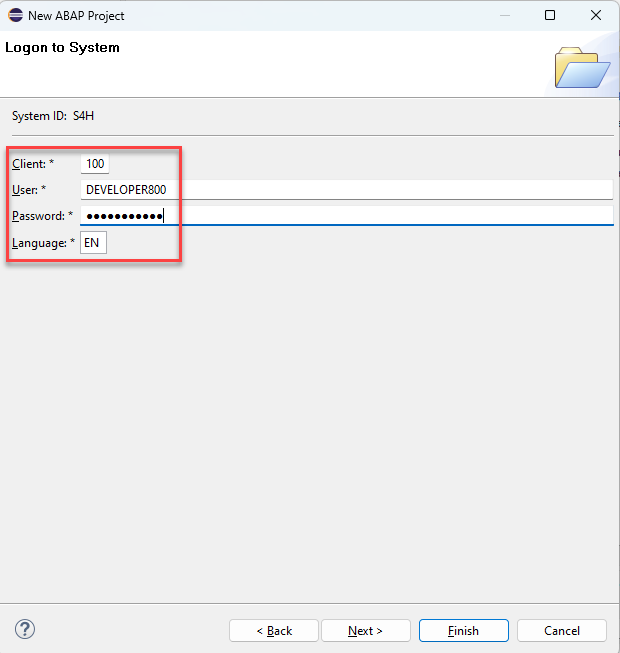 New ABAP Project
Logon to System
System ID: S4H
Client: * 100
User: * DEVELOPER800
Password: * ●●●●●●●●●●●
Language: * EN
? < Back Next > Finish Cancel